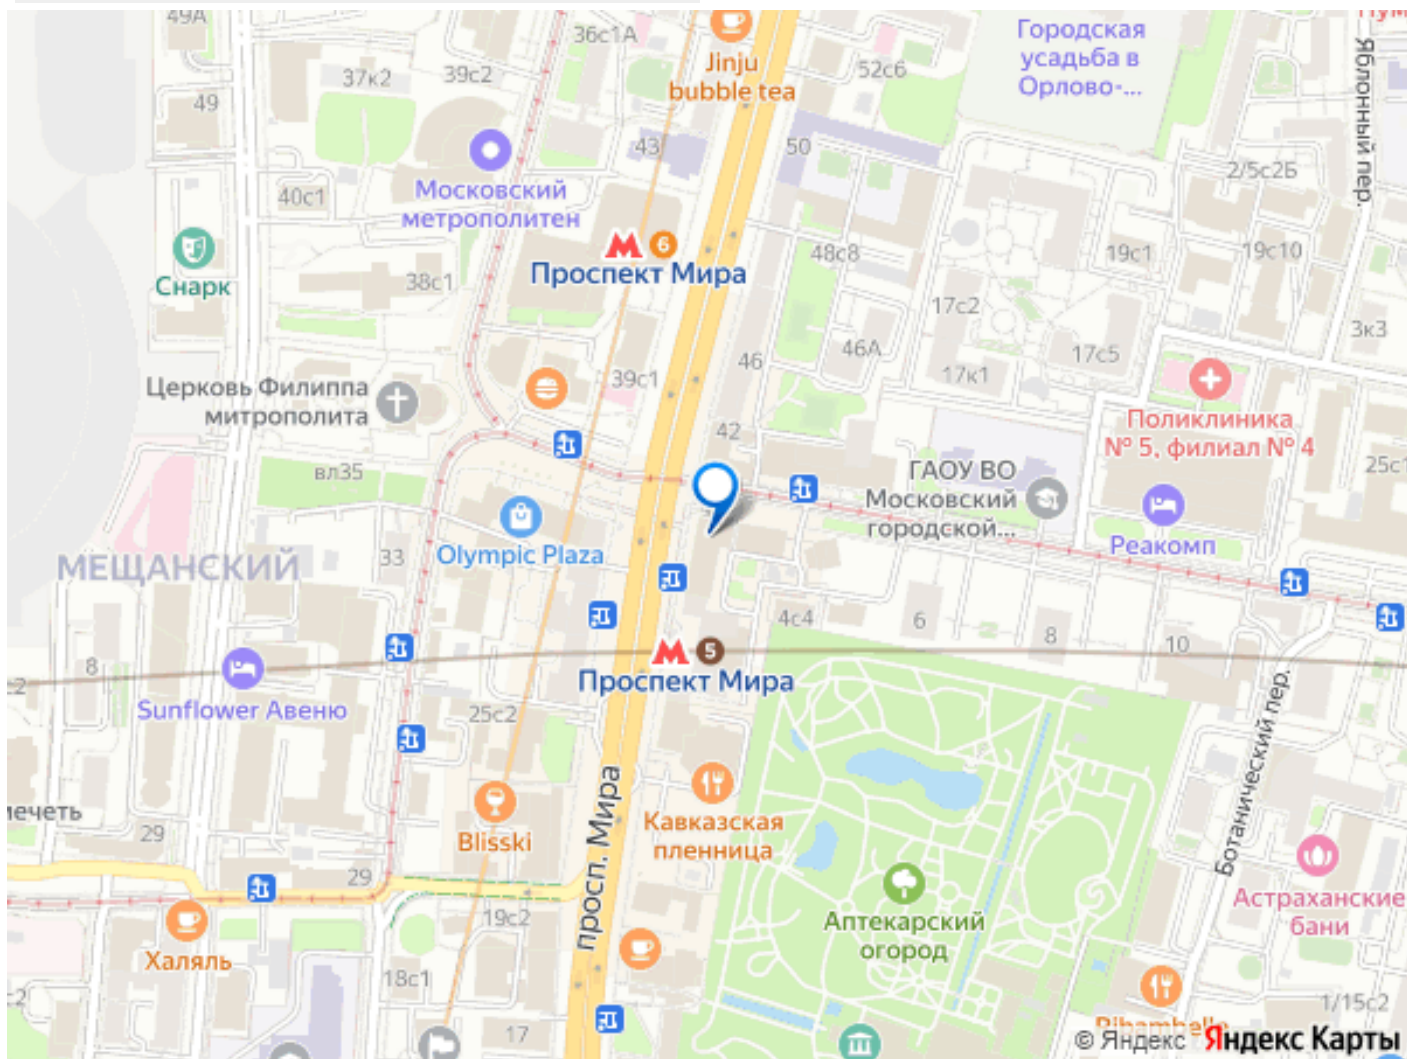 49А
36с1А
Jinju
bubble tea
52с6
Городская
усадьба в
Орлово-...
Яблонный пер.
37к2
39с2
49
43
50
2/5с2Б
Московский
метрополитен
40с1
6
Проспект Мира
48с8
19с1
19с10
Снарк
38с1
17с2
3к3
39с1
46
46А
17с5
17к1
Церковь Филиппа
митрополита
42
Поликлиника
№ 5, филиал № 4
вл35
ГАОУ ВО
Московский
городской...
25с1
Olympic Plaza
Реакомп
МЕЩАНСКИЙ
33
4с4
6
8
10
8
5
Проспект Мира
Sunflower Авеню
25с2
просп. Мира
Ботанический пер.
мечеть
29
Blisski
Кавказская
пленница
29
19с2
Аптекарский
огород
Астраханские
бани
Халяль
18с1
17
1/15с2
© Яндекс Яндекс Карты